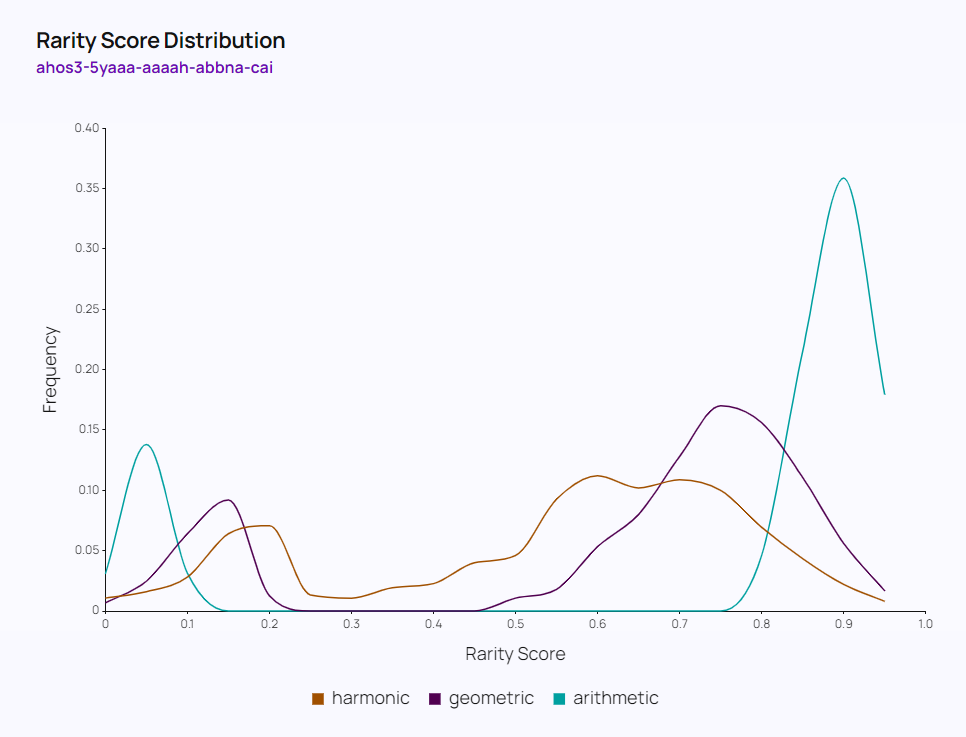 Rarity Score Distribution
ahos3-5yaaa-aaaah-abbna-cai
0.40
0.35
0.30
0.25
0.20
0.15
0.10
0.05
0
Frequency
0 0.1 0.2 0.3 0.4 0.5 0.6 0.7 0.8 0.9 1.0
Rarity Score
harmonic geometric arithmetic